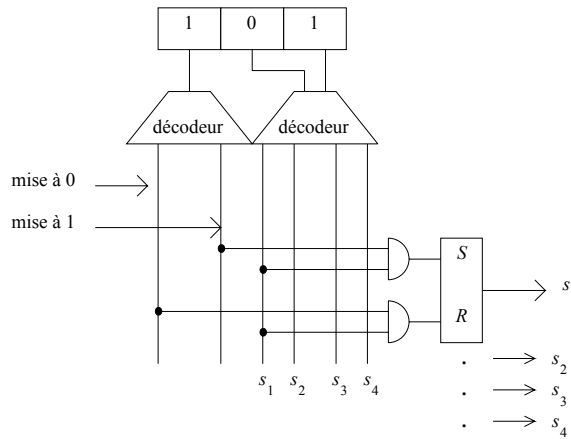 1 0 1
décodeur décodeur
mise à 0
mise à 1
S
s
R
s1 s2 s3 s4
. s2
. s3
. s4